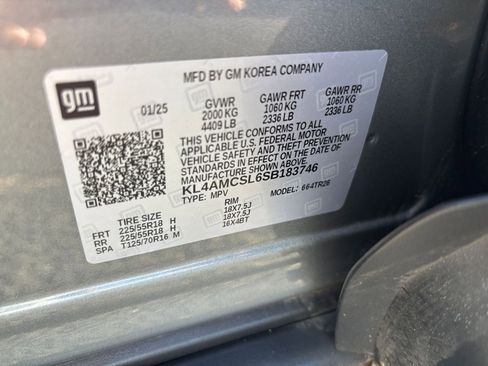 MFD BY GM KOREA COMPANY
gm
01/25 GVWR GAWR FRT GAWR RR
2000 KG 1060 KG 1060 KG
4409 LB 2336 LB 2336 LB
THIS VEHICLE CONFORMS TO ALL
APPLICABLE U.S. FEDERAL MOTOR
VEHICLE SAFETY AND THEFT PREVENTION
STANDARDS IN EFFECT ON THE DATE OF
MANUFACTURE SHOWN ABOVE.
KL4AMCSL6SB183746
TYPE: MPV MODEL: 664TR26
TIRE SIZE RIM
FRT 225/55R18 H 18X7.5J
RR 225/55R18 H 18X7.5J
SPA T125/70R16 M 16X4BT